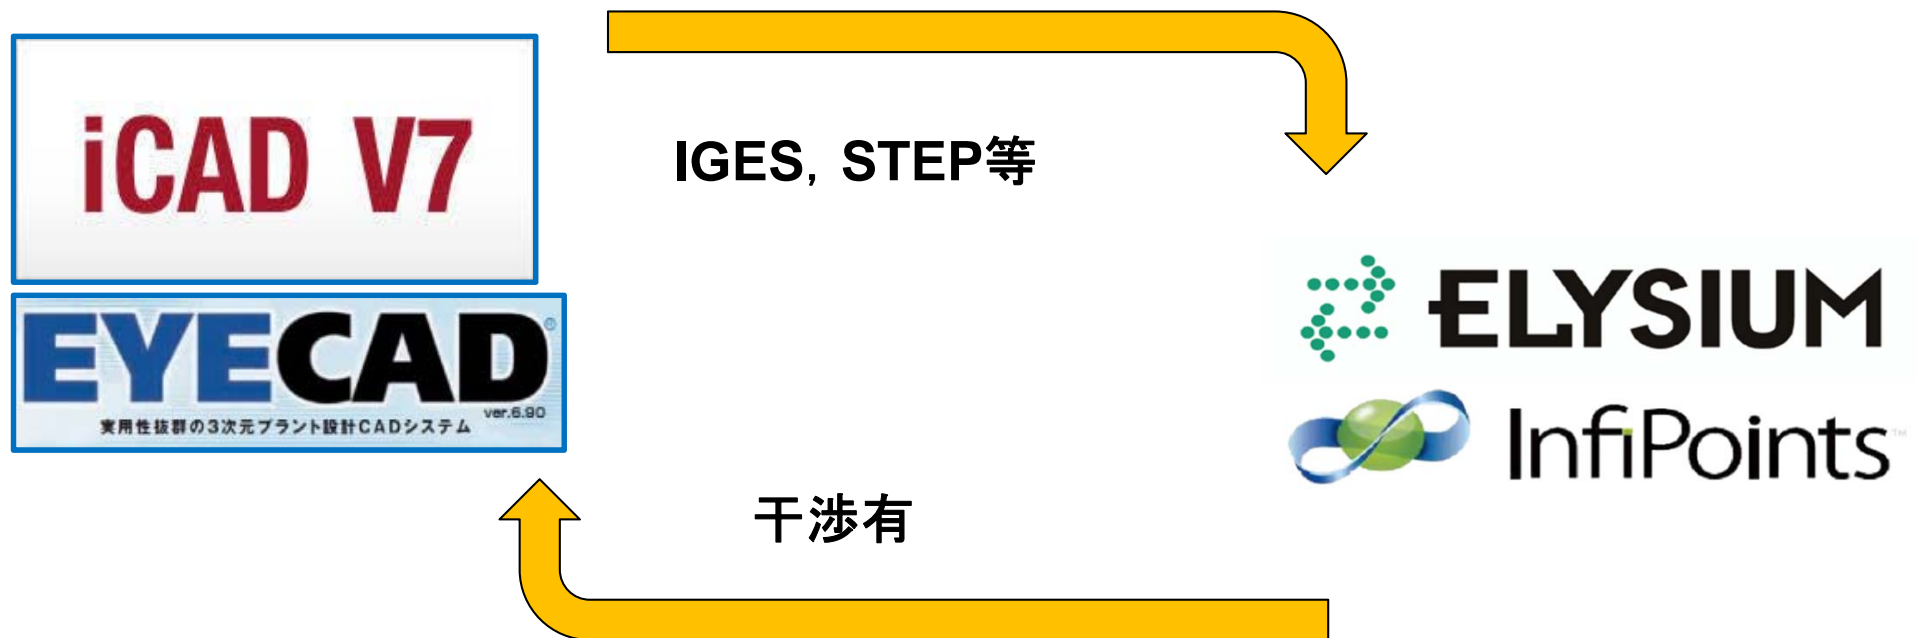 iCAD V7
IGES，STEP等
EYECAD®
ver.6.90
実用性抜群の3次元プラント設計CADシステム
ELYSIUM
InfiPoints™
干渉有